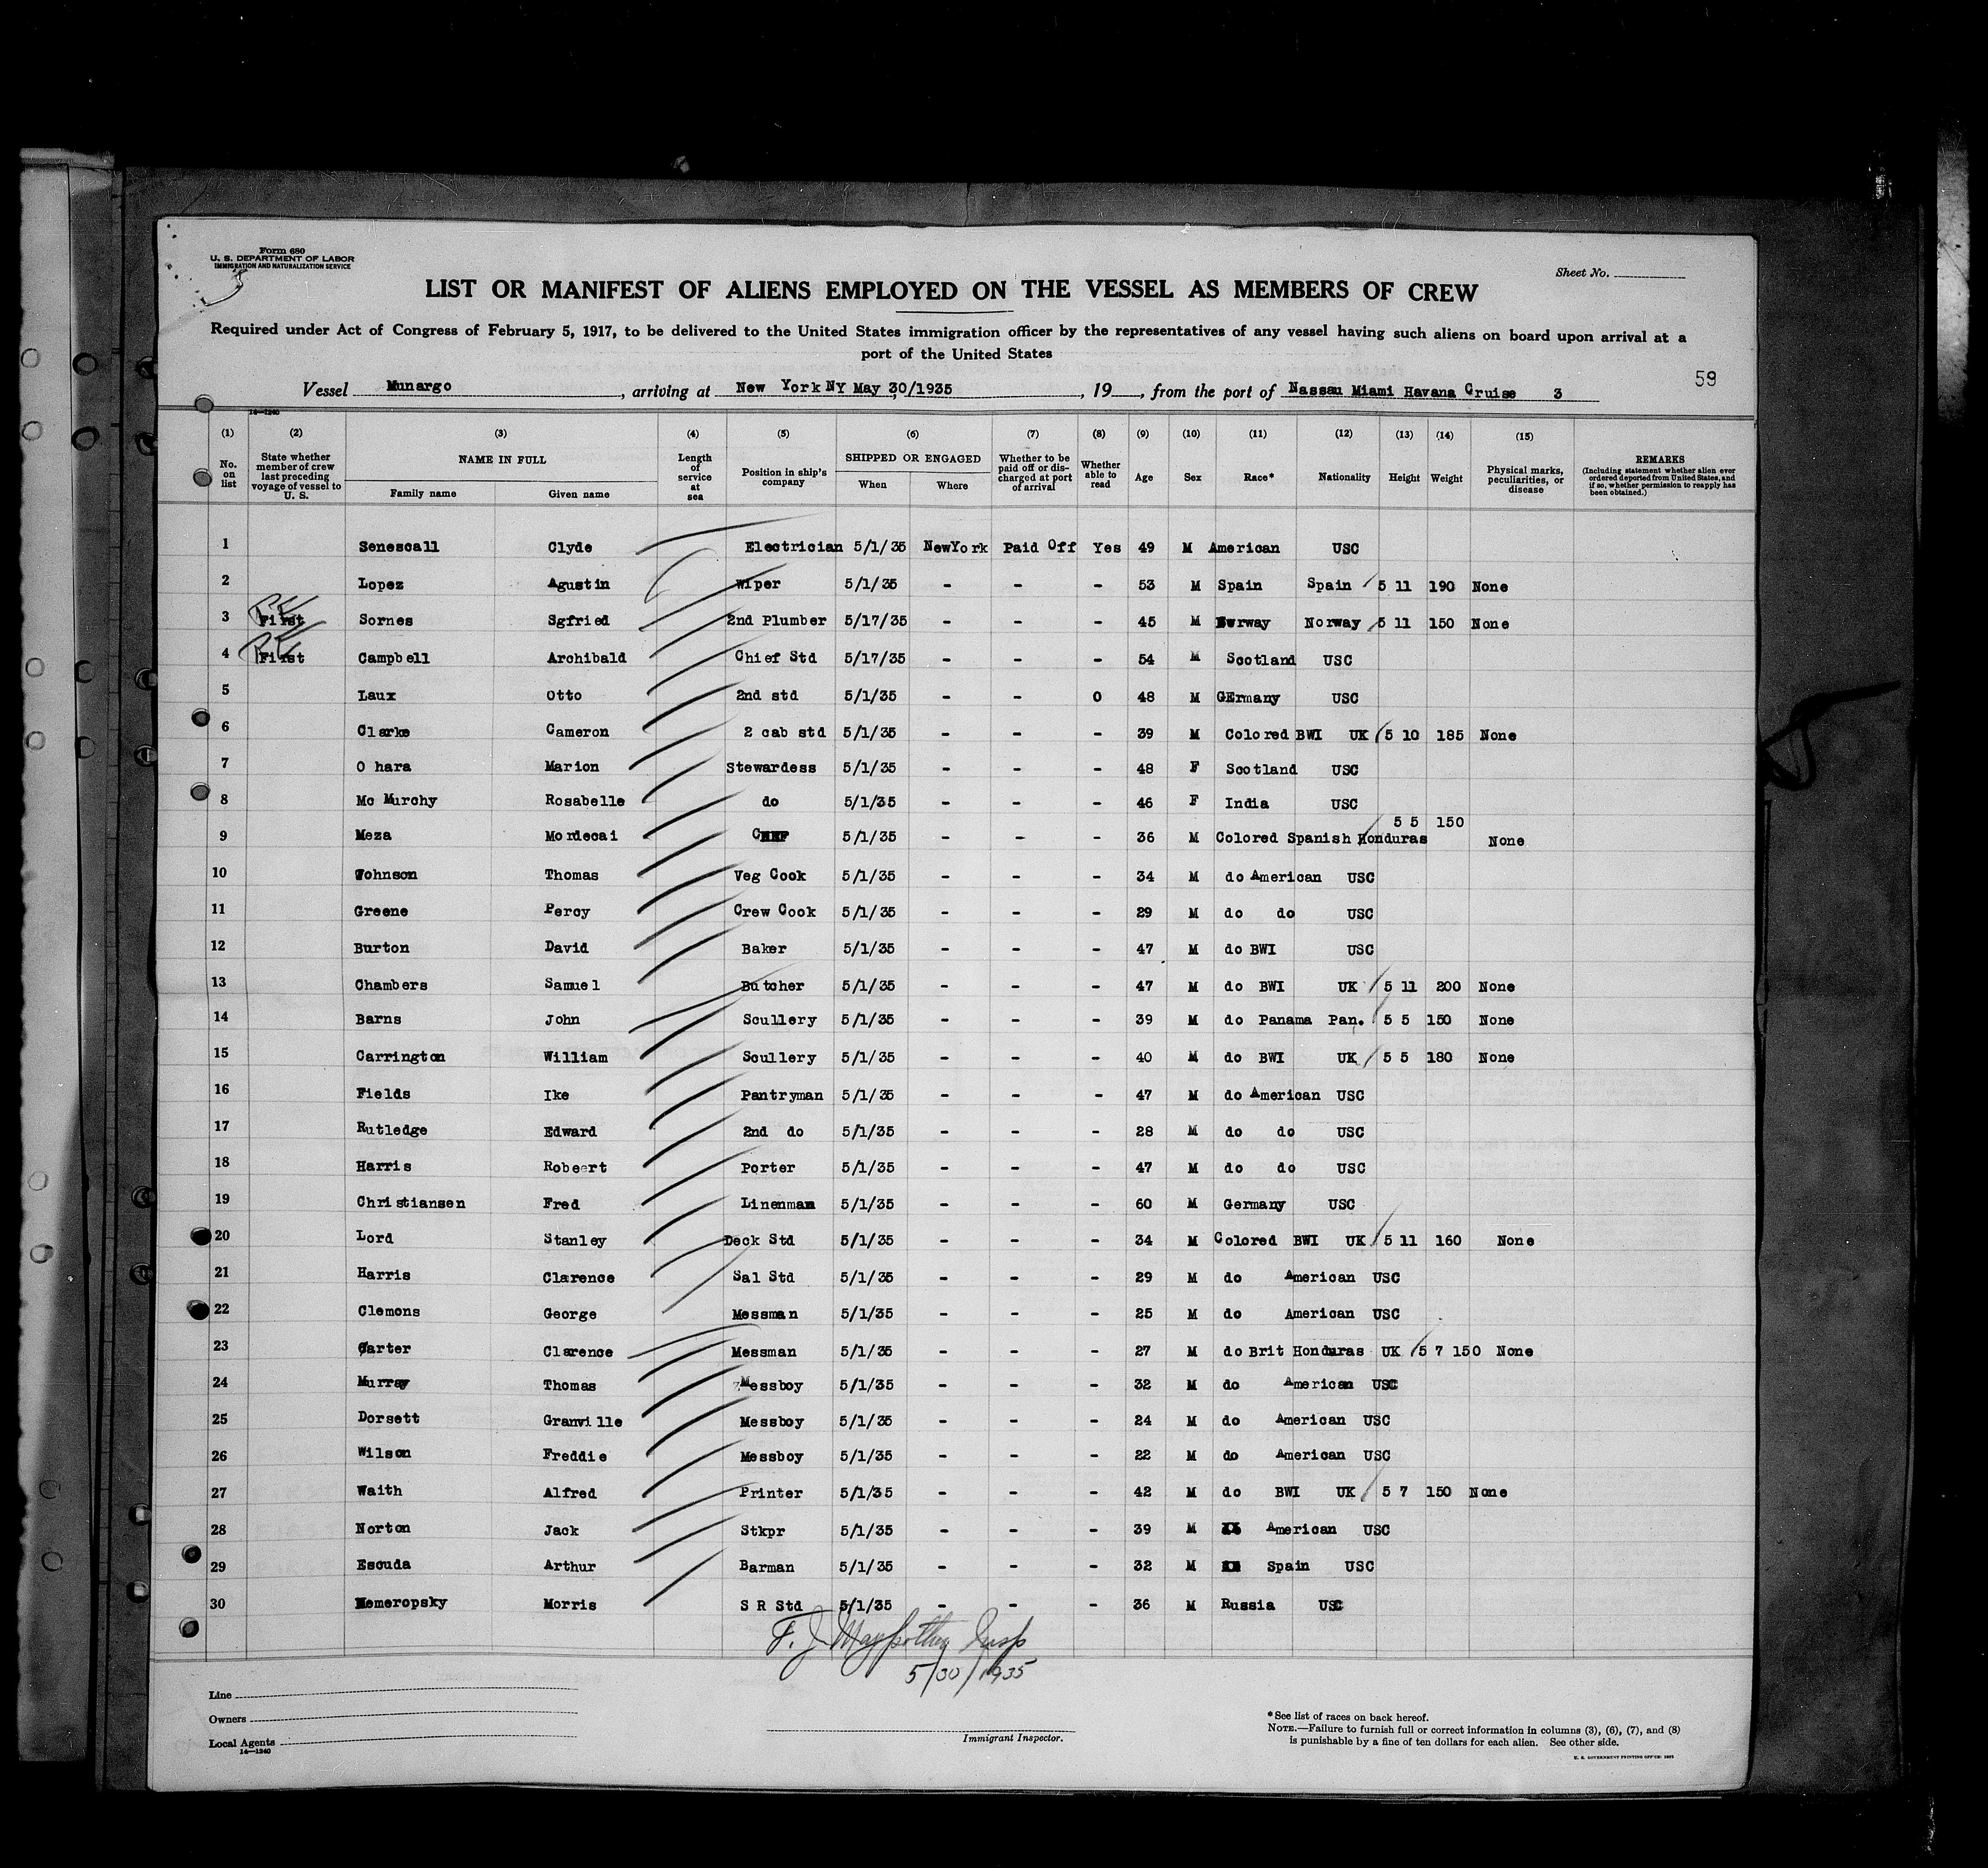 Form 680
U. S. DEPARTMENT OF LABOR
IMMIGRATION AND NATURALIZATION SERVICE
Sheet No.
LIST OR MANIFEST OF ALIENS EMPLOYED ON THE VESSEL AS MEMBERS OF CREW
Required under Act of Congress of February 5, 1917, to be delivered to the United States immigration officer by the representatives of any vessel having such aliens on board upon arrival at a
port of the United States
59
Vessel Munargo, arriving at New York NY May 30/1935, 19, from the port of Nassau Miami Havana Cruise 3
14—1240
(1) (2) (3) (4) (5) (6) (7) (8) (9) (10) (11) (12) (13) (14) (15)
No. on list State whether member of crew last preceding voyage of vessel to U. S. NAME IN FULL Family name Given name Length of service at sea Position in ship's company SHIPPED OR ENGAGED When Where Whether to be paid off or discharged at port of arrival Whether able to read Age Sex Race* Nationality Height Weight Physical marks, peculiarities, or disease REMARKS (Including statement whether alien ever ordered deported from United States, and if so, whether permission to reapply has been obtained.)
1 Senescall Clyde Electrician 5/1/35 NewYork Paid Off Yes 49 M American USC
2 Lopez Agustin Wiper 5/1/35 - - - 53 M Spain Spain 5 11 190 None
3 First Sornes Sgfried 2nd Plumber 5/17/35 - - - 45 M Norway Norway 5 11 150 None
4 First Campbell Archibald Chief Std 5/17/35 - - - 54 M Scotland USC
5 Laux Otto 2nd std 5/1/35 - - 0 48 M GErmany USC
6 Clarke Cameron 2 cab std 5/1/35 - - - 39 M Colored BWI UK 5 10 185 None
7 O hara Marion Stewardess 5/1/35 - - - 48 F Scotland USC
8 Mc Murchy Rosabelle do 5/1/35 - - - 46 F India USC
9 Meza Mordecai 5/1/35 - - - 36 M Colored Spanish Honduras 5 5 150 None
10 Johnson Thomas Veg Cook 5/1/35 - - - 34 M do American USC
11 Greene Percy Crew Cook 5/1/35 - - - 29 M do do USC
12 Burton David Baker 5/1/35 - - - 47 M do BWI USC
13 Chambers Samuel Butcher 5/1/35 - - - 47 M do BWI UK 5 11 200 None
14 Barns John Scullery 5/1/35 - - - 39 M do Panama Pan. 5 5 150 None
15 Carrington William Scullery 5/1/35 - - - 40 M do BWI UK 5 5 180 None
16 Fields Ike Pantryman 5/1/35 - - - 47 M do American USC
17 Rutledge Edward 2nd do 5/1/35 - - - 28 M do do USC
18 Harris Robeert Porter 5/1/35 - - - 47 M do do USC
19 Christiansen Fred Linenman 5/1/35 - - - 60 M Germany USC
20 Lord Stanley Deck Std 5/1/35 - - - 34 M Colored BWI UK 5 11 160 None
21 Harris Clarence Sal Std 5/1/35 - - - 29 M do American USC
22 Clemons George Messman 5/1/35 - - - 25 M do American USC
23 Carter Clarence Messman 5/1/35 - - - 27 M do Brit Honduras UK 5 7 150 None
24 Murray Thomas Messboy 5/1/35 - - - 32 M do American USC
25 Dorsett Granville Messboy 5/1/35 - - - 24 M do American USC
26 Wilson Freddie Messboy 5/1/35 - - - 22 M do American USC
27 Waith Alfred Printer 5/1/35 - - - 42 M do BWI UK 5 7 150 None
28 Norton Jack Stkpr 5/1/35 - - - 39 M American USC
29 Escuda Arthur Barman 5/1/35 - - - 32 M Spain USC
30 Nemeropsky Morris S R Std 5/1/35 - - - 36 M Russia USC
F. J. Insp
5/30/1935
Line
Owners
Local Agents
14—1240
Immigrant Inspector.
*See list of races on back hereof.
NOTE.—Failure to furnish full or correct information in columns (3), (6), (7), and (8)
is punishable by a fine of ten dollars for each alien. See other side.